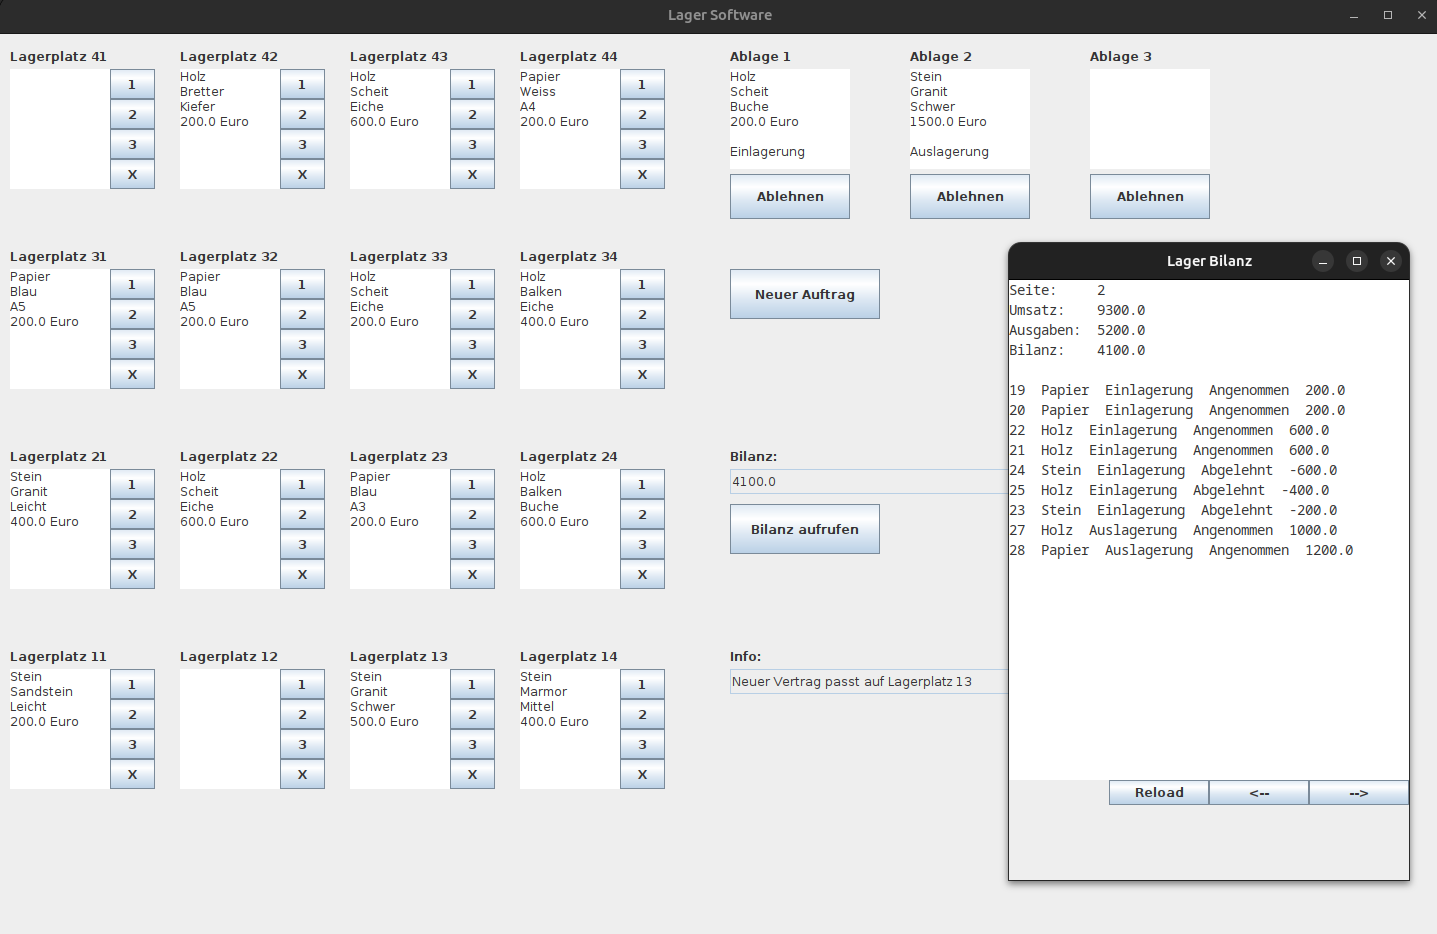 Lager Software
Lagerplatz 41
1
2
3
X
Lagerplatz 42
Holz
Bretter
Kiefer
200.0 Euro
1
2
3
X
Lagerplatz 43
Holz
Scheit
Eiche
600.0 Euro
1
2
3
X
Lagerplatz 44
Papier
Weiss
A4
200.0 Euro
1
2
3
X
Ablage 1
Holz
Scheit
Buche
200.0 Euro
Einlagerung
Ablehnen
Ablage 2
Stein
Granit
Schwer
1500.0 Euro
Auslagerung
Ablehnen
Ablage 3
Ablehnen
Lagerplatz 31
Papier
Blau
A5
200.0 Euro
1
2
3
X
Lagerplatz 32
Papier
Blau
A5
200.0 Euro
1
2
3
X
Lagerplatz 33
Holz
Scheit
Eiche
200.0 Euro
1
2
3
X
Lagerplatz 34
Holz
Balken
Eiche
400.0 Euro
1
2
3
X
Neuer Auftrag
Lagerplatz 21
Stein
Granit
Leicht
400.0 Euro
1
2
3
X
Lagerplatz 22
Holz
Scheit
Eiche
600.0 Euro
1
2
3
X
Lagerplatz 23
Papier
Blau
A3
200.0 Euro
1
2
3
X
Lagerplatz 24
Holz
Balken
Buche
600.0 Euro
1
2
3
X
Bilanz:
4100.0
Bilanz aufrufen
Lagerplatz 11
Stein
Sandstein
Leicht
200.0 Euro
1
2
3
X
Lagerplatz 12
1
2
3
X
Lagerplatz 13
Stein
Granit
Schwer
500.0 Euro
1
2
3
X
Lagerplatz 14
Stein
Marmor
Mittel
400.0 Euro
1
2
3
X
Info:
Neuer Vertrag passt auf Lagerplatz 13
Lager Bilanz
Seite: 2
Umsatz: 9300.0
Ausgaben: 5200.0
Bilanz: 4100.0
19 Papier Einlagerung Angenommen 200.0
20 Papier Einlagerung Angenommen 200.0
22 Holz Einlagerung Angenommen 600.0
21 Holz Einlagerung Angenommen 600.0
24 Stein Einlagerung Abgelehnt -600.0
25 Holz Einlagerung Abgelehnt -400.0
23 Stein Einlagerung Abgelehnt -200.0
27 Holz Auslagerung Angenommen 1000.0
28 Papier Auslagerung Angenommen 1200.0
Reload
<--
-->